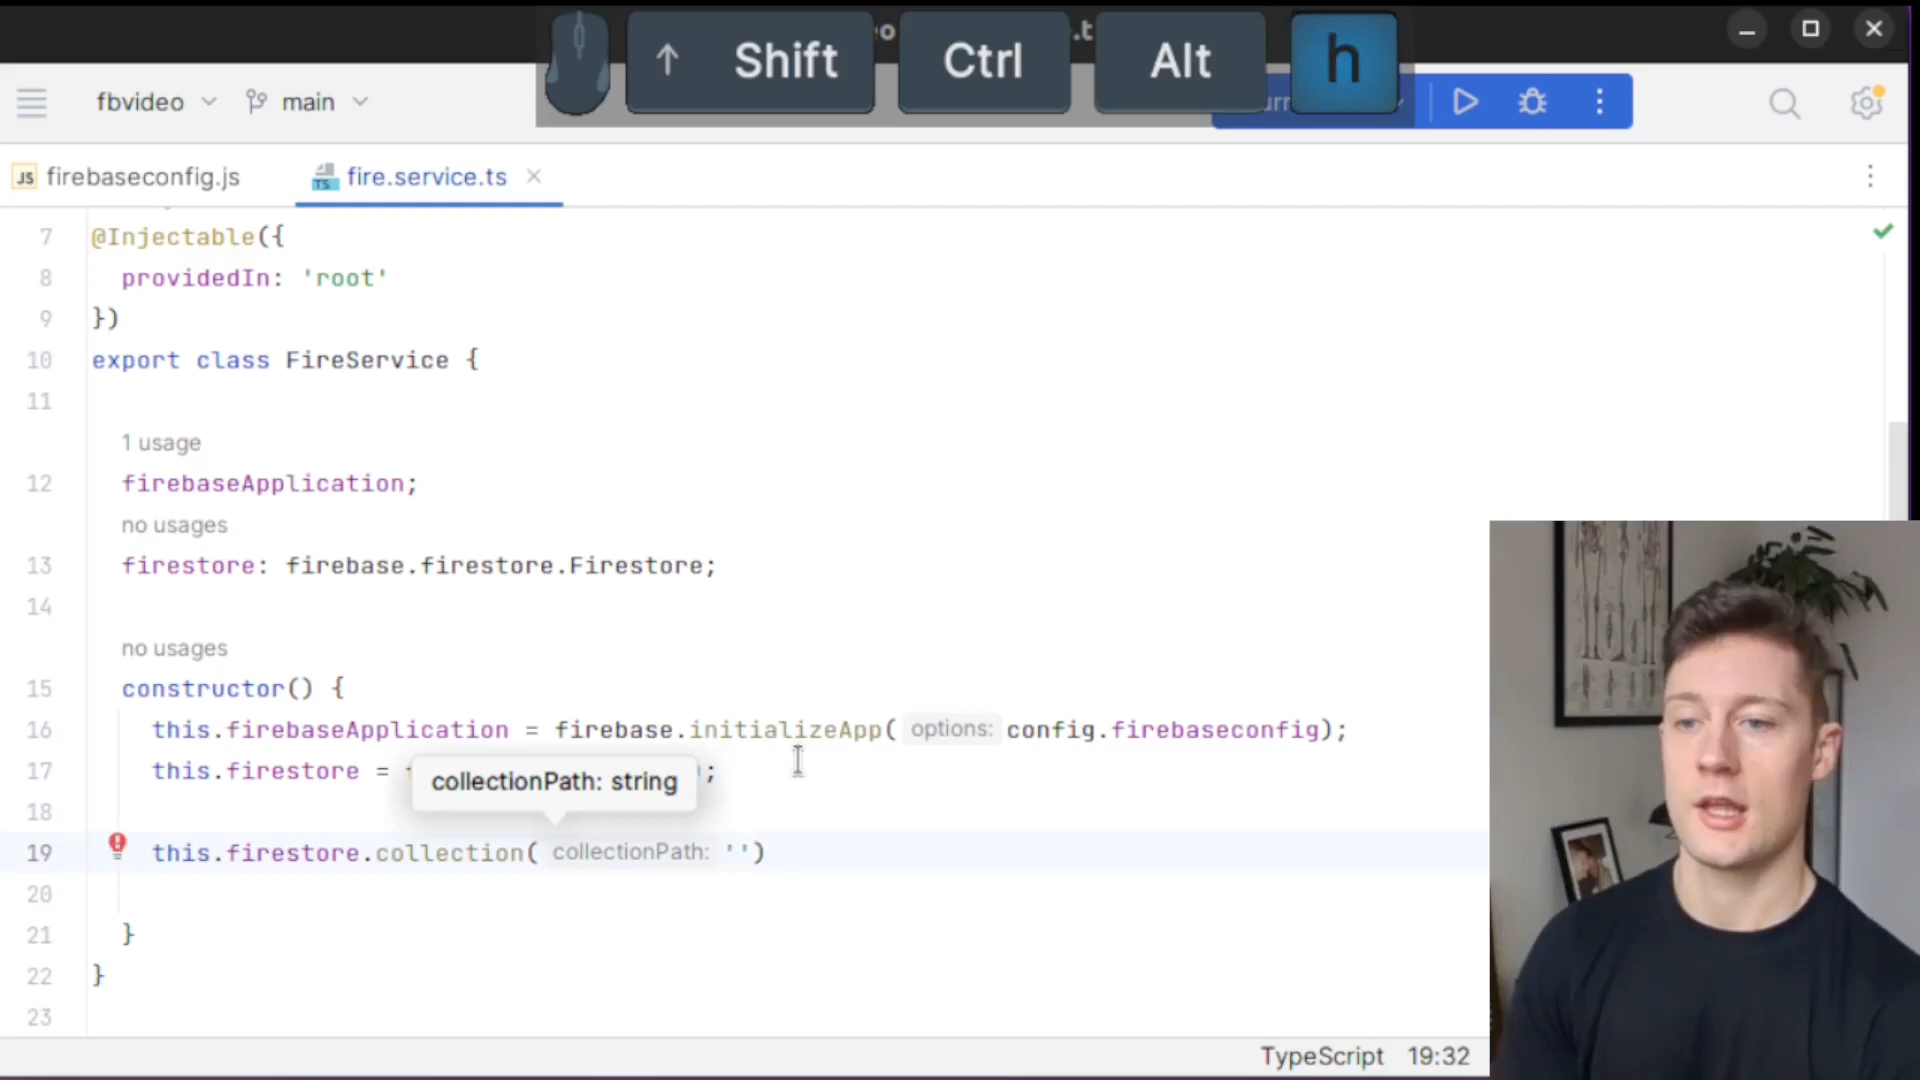 ↑ Shift Ctrl Alt h
fbvideo main
firebaseconfig.js fire.service.ts
7 @Injectable({
8 providedIn: 'root'
9 })
10 export class FireService {
11
1 usage
12 firebaseApplication;
no usages
13 firestore: firebase.firestore.Firestore;
14
no usages
15 constructor() {
16 this.firebaseApplication = firebase.initializeApp( options: config.firebaseconfig);
17 this.firestore = ;
collectionPath: string
18
19 this.firestore.collection( collectionPath: '')
20
21 }
22 }
23
TypeScript 19:32